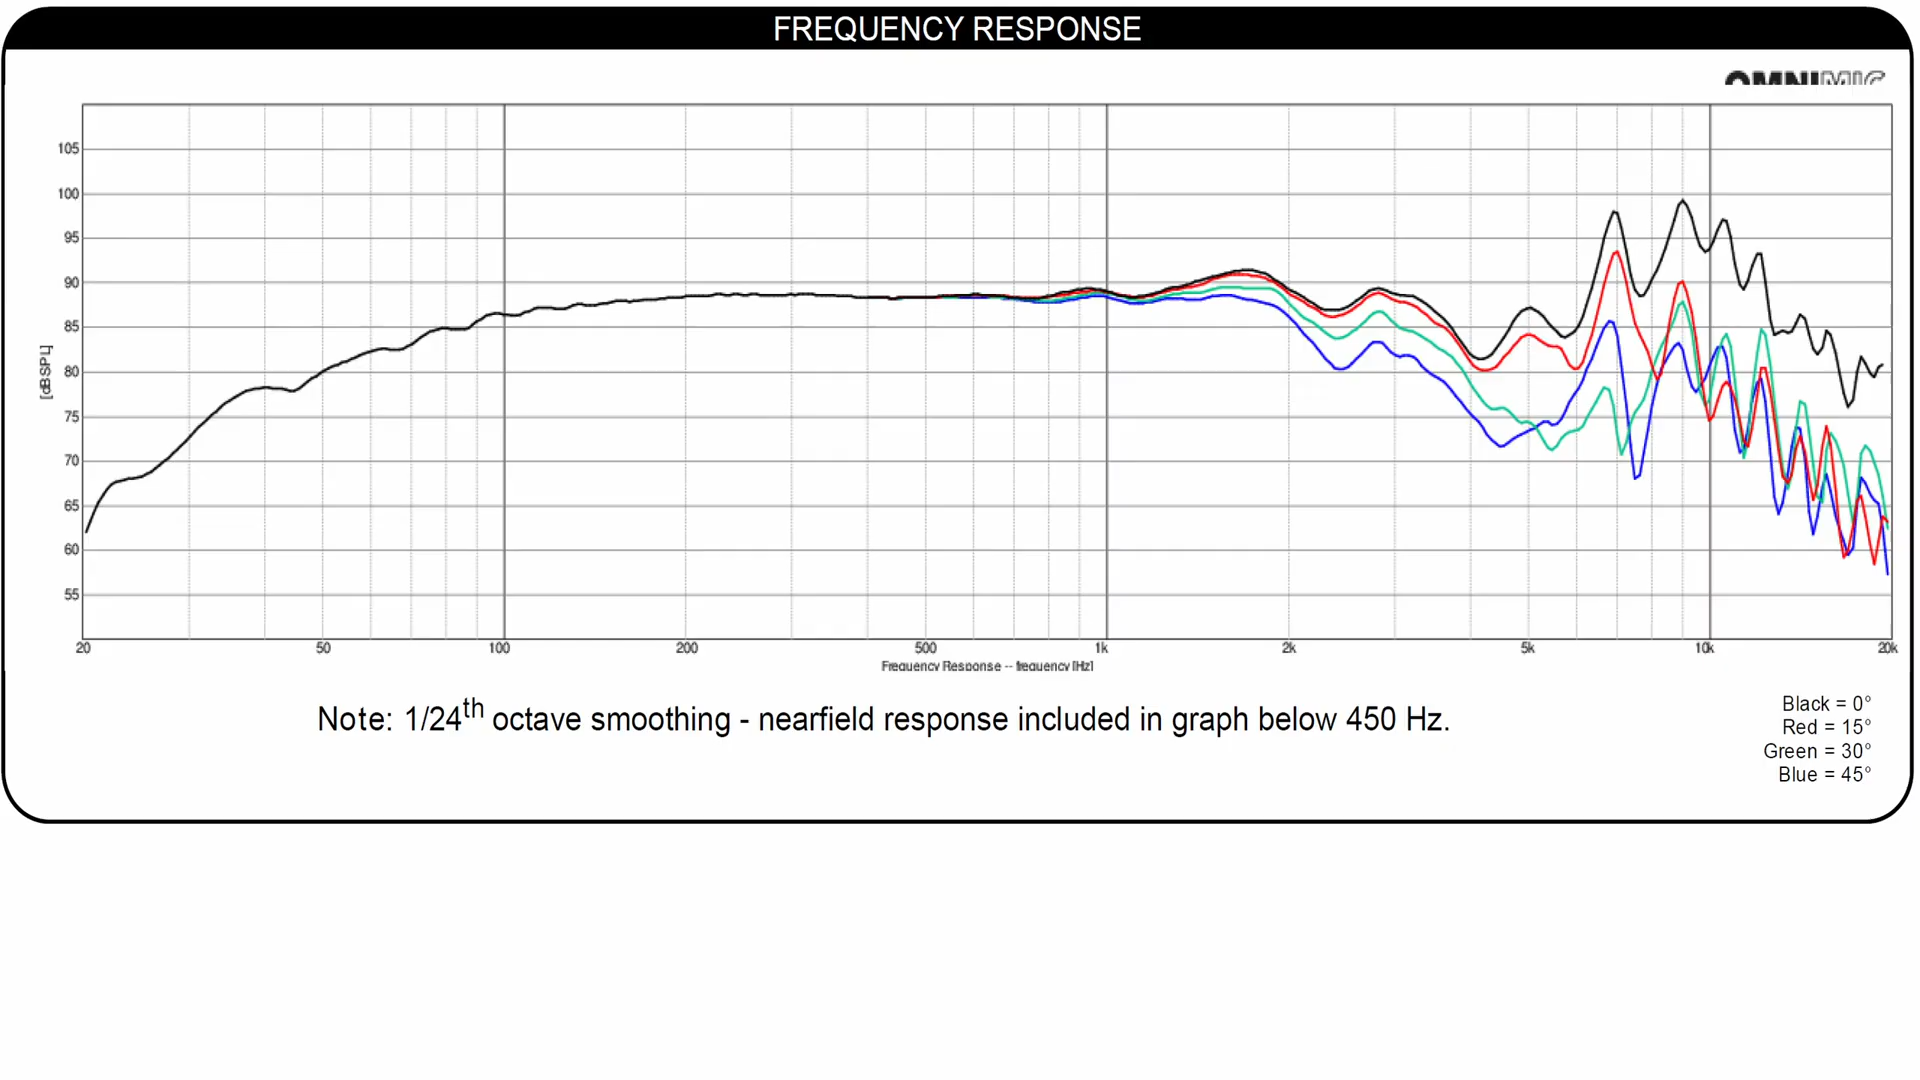 FREQUENCY RESPONSE
OMNIMIC
105
100
95
90
85
80
75
70
65
60
55
[dBSPL]
20 50 100 200 500 1k 2k 5k 10k 20k
Frequency Response -- frequency [Hz]
Note: 1/24th octave smoothing - nearfield response included in graph below 450 Hz.
Black = 0°
Red = 15°
Green = 30°
Blue = 45°